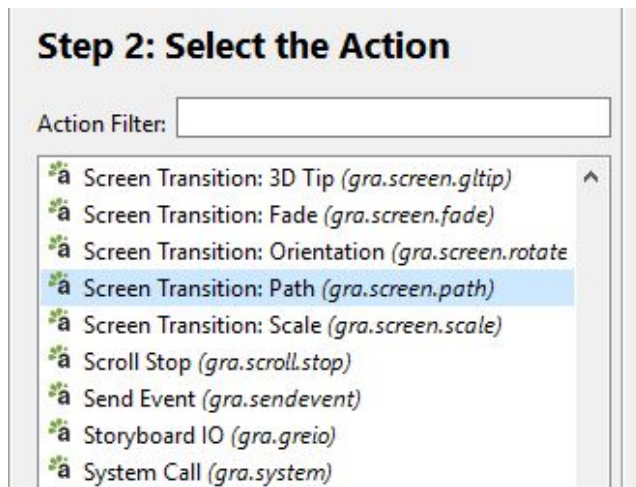 Step 2: Select the Action
Action Filter:
Screen Transition: 3D Tip (gra.screen.gltip)
Screen Transition: Fade (gra.screen.fade)
Screen Transition: Orientation (gra.screen.rotate
Screen Transition: Path (gra.screen.path)
Screen Transition: Scale (gra.screen.scale)
Scroll Stop (gra.scroll.stop)
Send Event (gra.sendevent)
Storyboard IO (gra.greio)
System Call (gra.system)